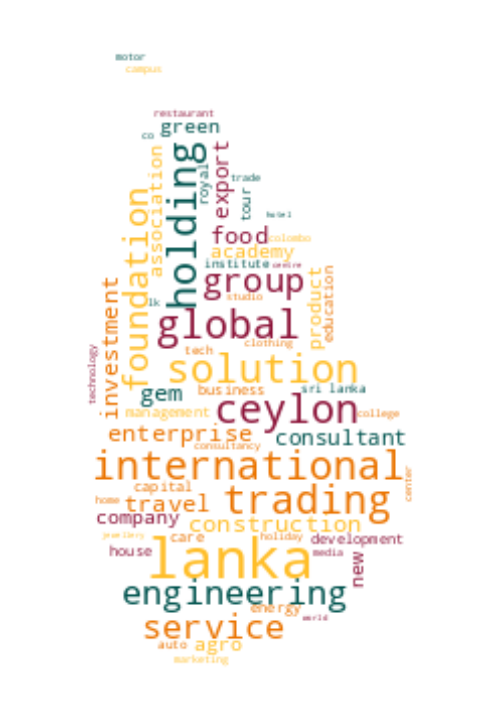 motor
campus
restaurant
co
green
association
holding
royal
export
trade
tour
hotel
foundation
food
colombo
academy
institute
centre
group
lk
studio
product
education
investment
global
clothing
tech
technology
solution
gem
business
sri lanka
management
ceylon
college
enterprise
consultant
consultancy
international
center
capital
home
travel
trading
company
construction
jewellery
care
holiday
development
house
lanka
media
new
engineering
energy
world
service
auto
agro
marketing